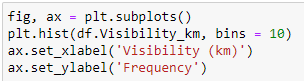 fig, ax = plt.subplots()
plt.hist(df.Visibility_km, bins = 10)
ax.set_xlabel('Visibility (km)')
ax.set_ylabel('Frequency')